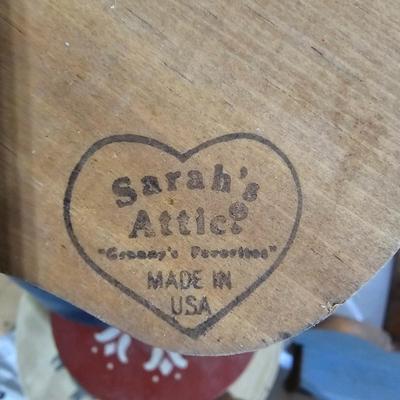 Sarah's
Attic®
"Granny's Favorites"
MADE IN
USA